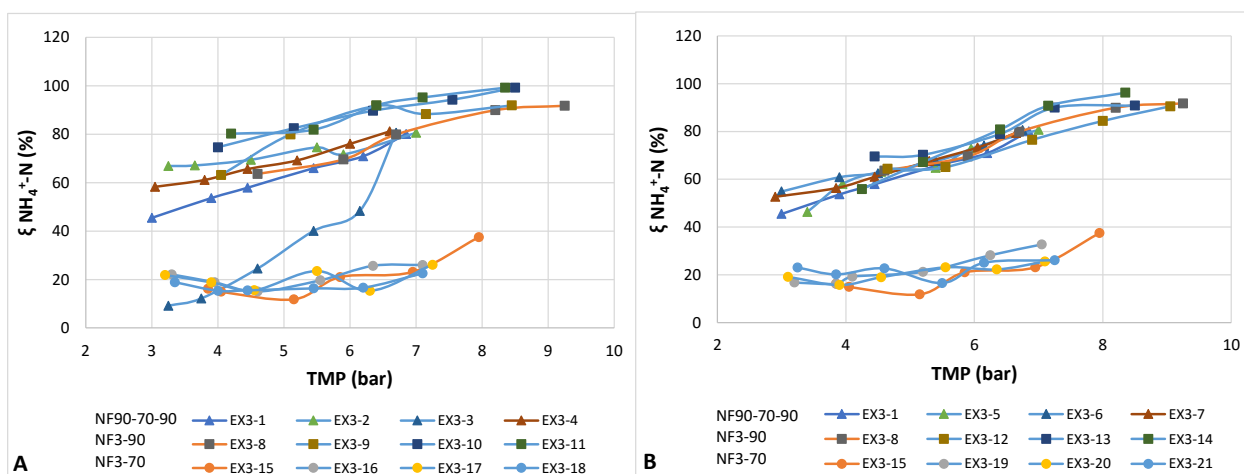 120
100
80
60
40
20
0
ξ NH₄⁺-N (%)
2 3 4 5 6 7 8 9 10
TMP (bar)
NF90-70-90 EX3-1 EX3-2 EX3-3 EX3-4
NF3-90 EX3-8 EX3-9 EX3-10 EX3-11
NF3-70 EX3-15 EX3-16 EX3-17 EX3-18
A
120
100
80
60
40
20
0
ξ NH₄⁺-N (%)
2 4 6 8 10
TMP (bar)
NF90-70-90 EX3-1 EX3-5 EX3-6 EX3-7
NF3-90 EX3-8 EX3-12 EX3-13 EX3-14
NF3-70 EX3-15 EX3-19 EX3-20 EX3-21
B